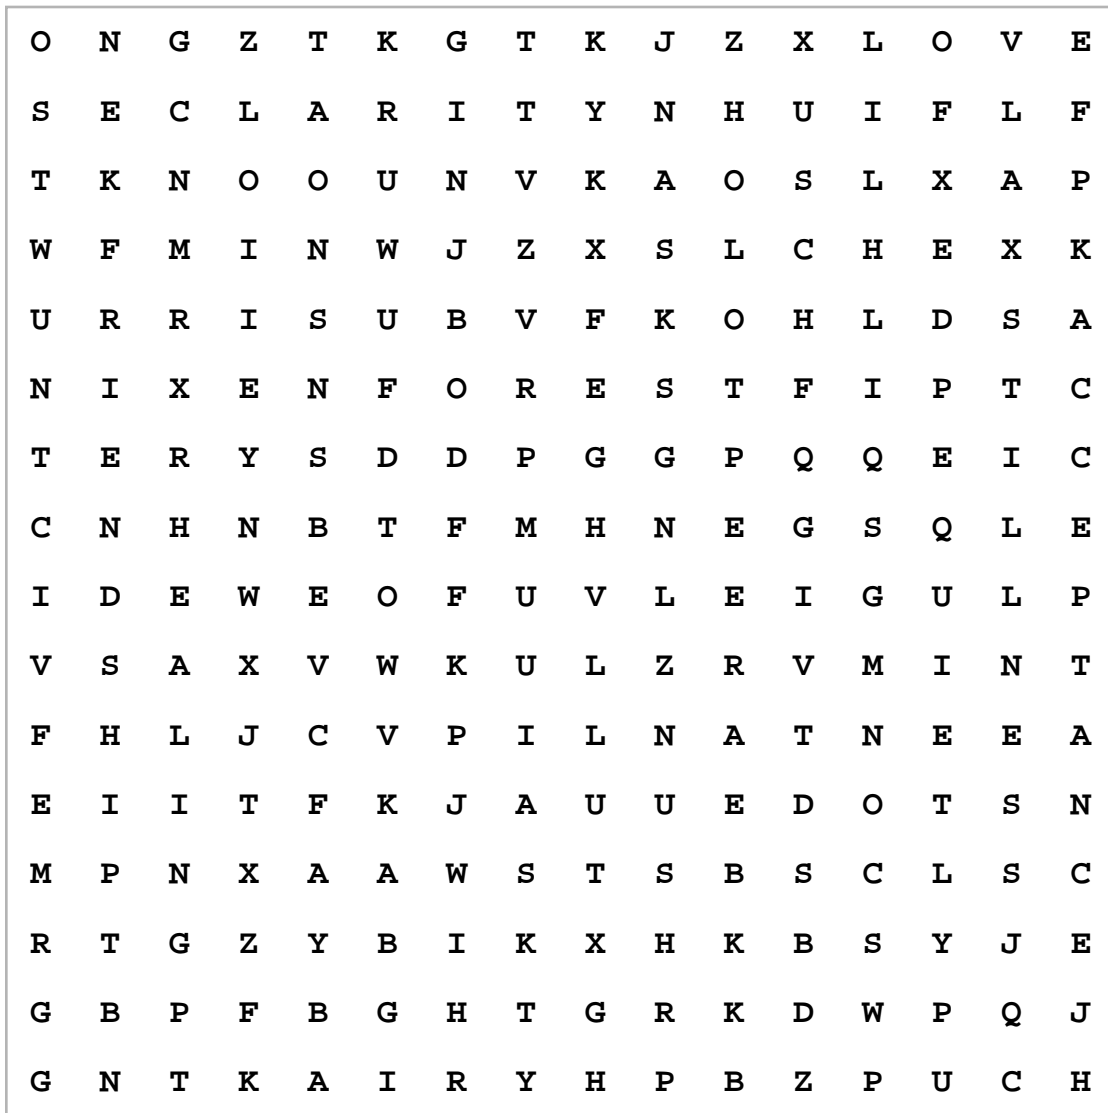 O N G Z T K G T K J Z X L O V E
S E C L A R I T Y N H U I F L F
T K N O O U N V K A O S L X A P
W F M I N W J Z X S L C H E X K
U R R I S U B V F K O H L D S A
N I X E N F O R E S T F I P T C
T E R Y S D D P G G P Q Q E I C
C N H N B T F M H N E G S Q L E
I D E W E O F U V L E I G U L P
V S A X V W K U L Z R V M I N T
F H L J C V P I L N A T N E E A
E I I T F K J A U U E D O T S N
M P N X A A W S T S B S C L S C
R T G Z Y B I K X H K B S Y J E
G B P F B G H T G R K D W P Q J
G N T K A I R Y H P B Z P U C H